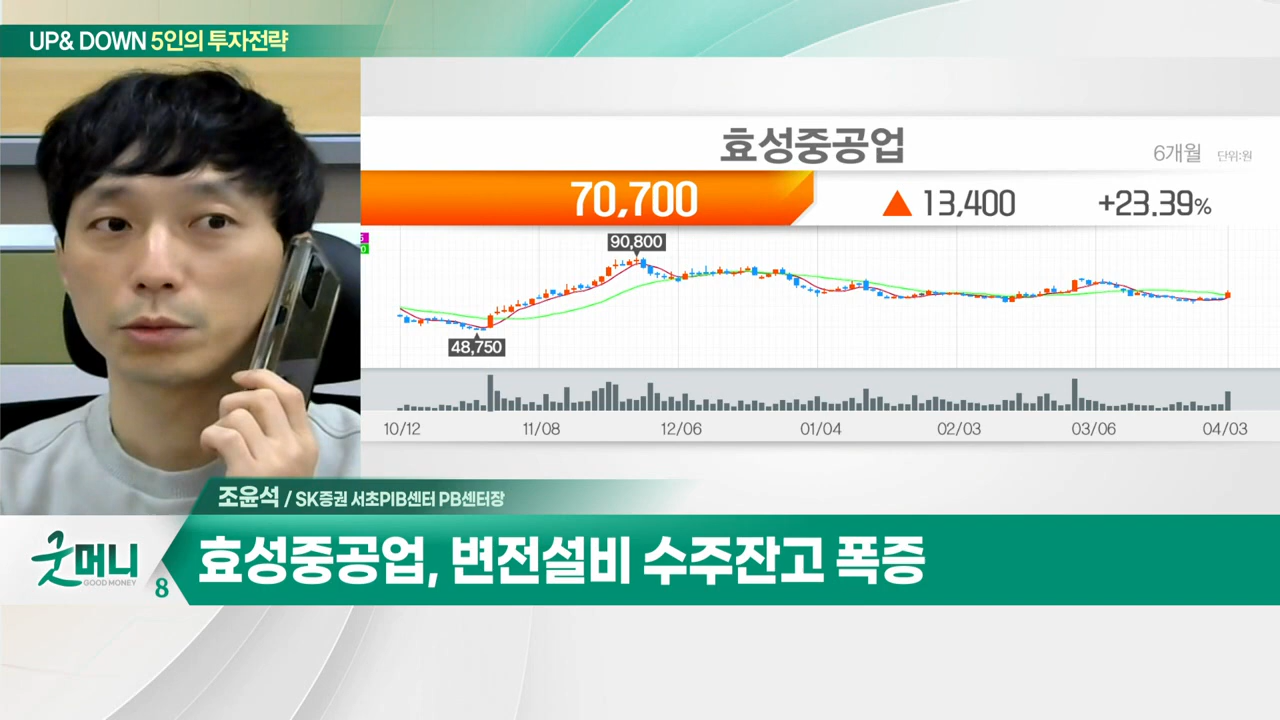 UP& DOWN 5인의 투자전략
효성중공업
6개월 단위:원
70,700 ▲ 13,400 +23.39%
90,800
48,750
10/12 11/08 12/06 01/04 02/03 03/06 04/03
조윤석 / SK증권 서초PIB센터 PB센터장
굿머니
GOOD MONEY
8
효성중공업, 변전설비 수주잔고 폭증